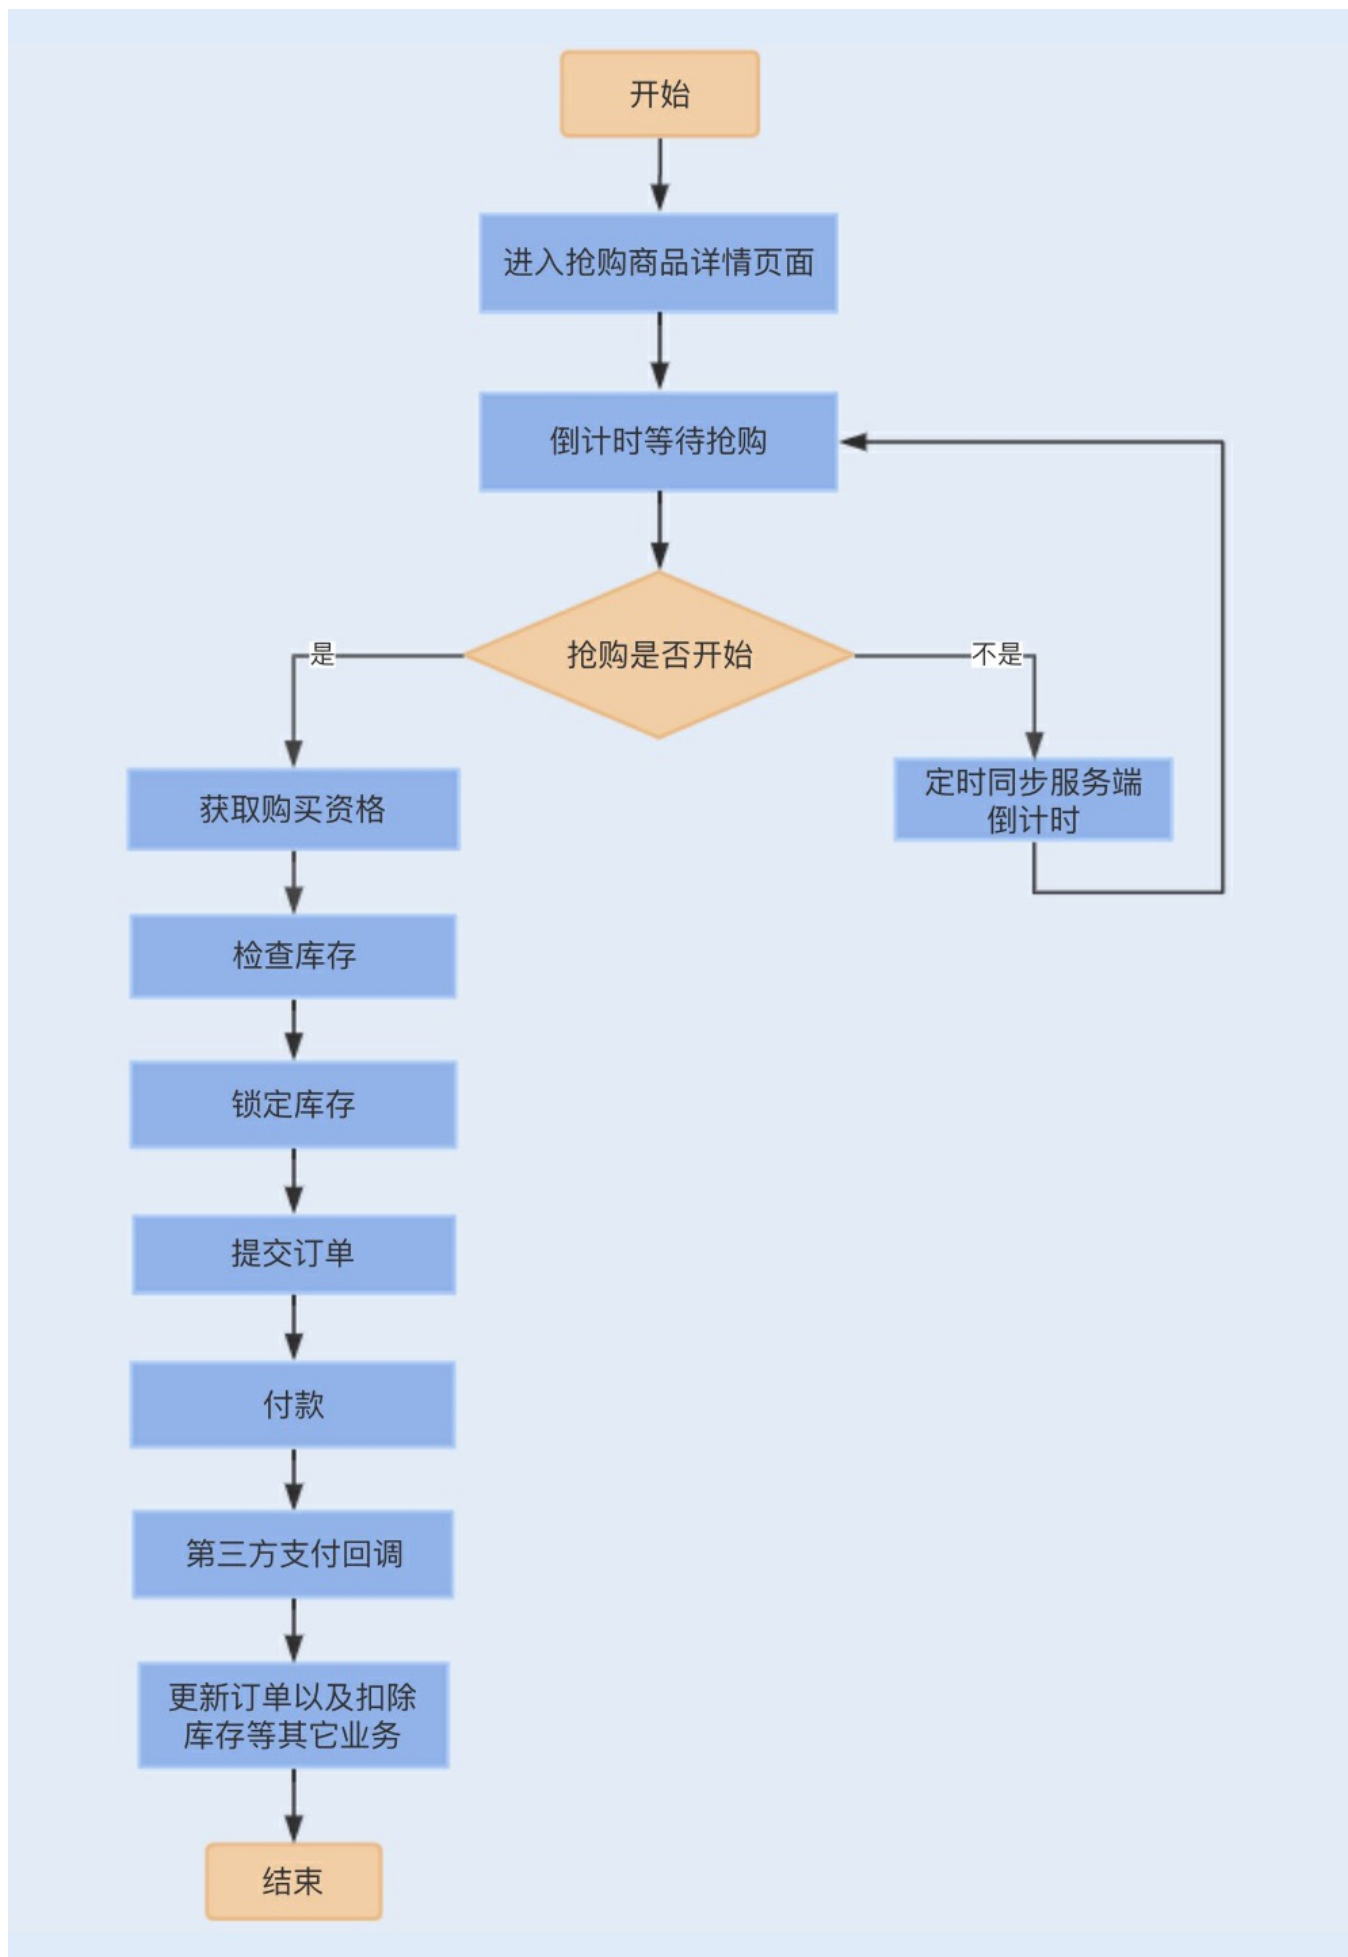 开始
进入抢购商品详情页面
倒计时等待抢购
抢购是否开始
是
不是
获取购买资格
定时同步服务端
倒计时
检查库存
锁定库存
提交订单
付款
第三方支付回调
更新订单以及扣除
库存等其它业务
结束